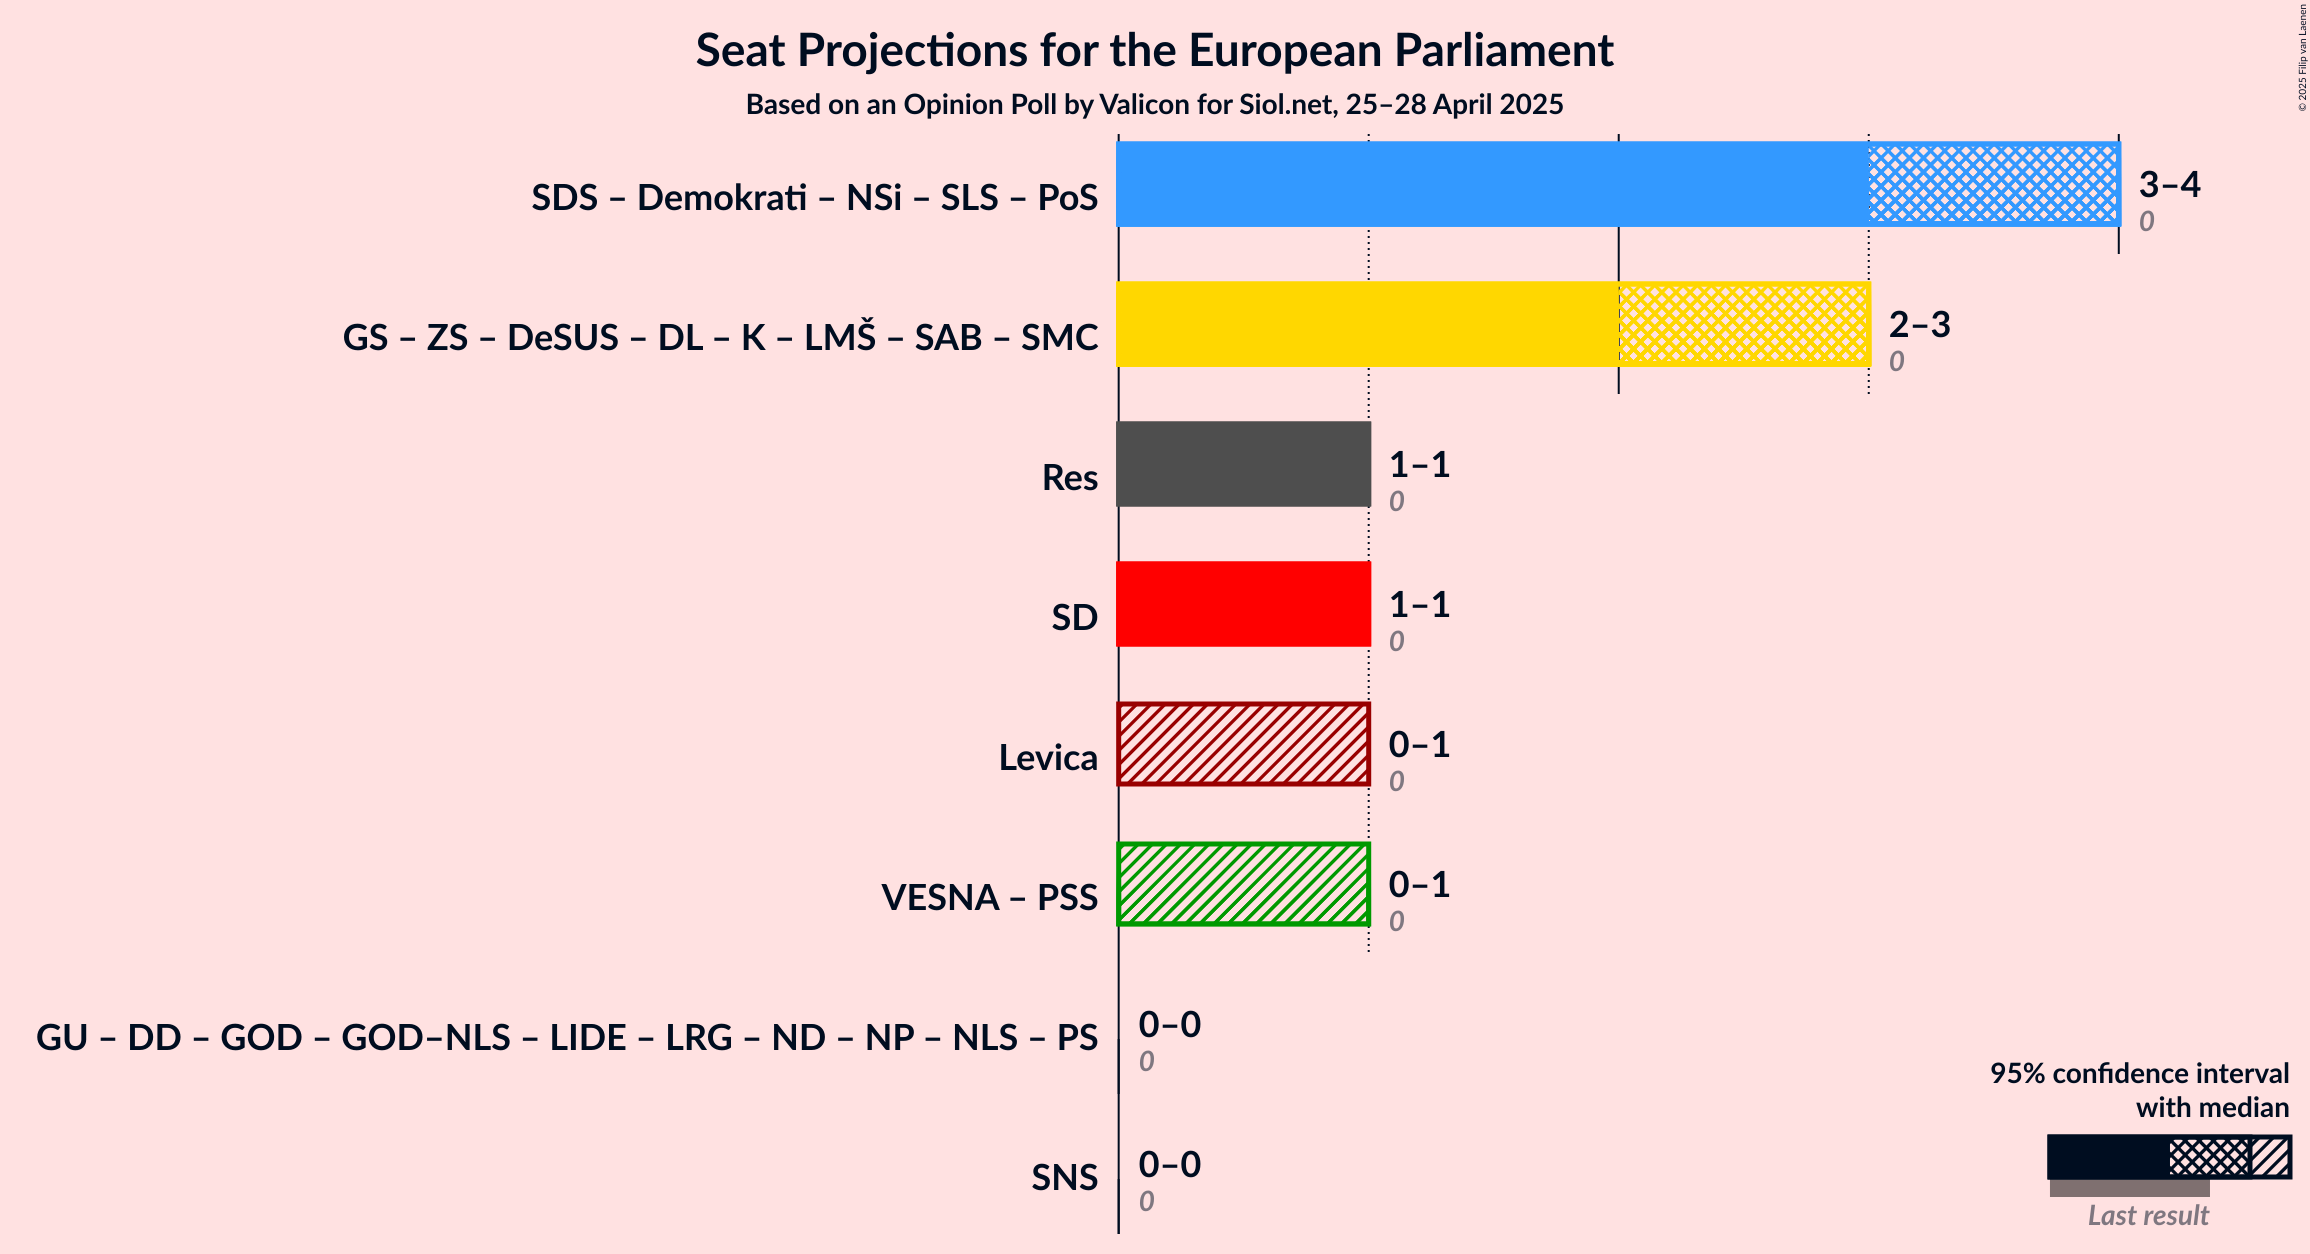 Seat Projections for the European Parliament
Based on an Opinion Poll by Valicon for Siol.net, 25–28 April 2025
© 2025 Filip van Laenen
SDS – Demokrati – NSi – SLS – PoS
3–4
0
GS – ZS – DeSUS – DL – K – LMŠ – SAB – SMC
2–3
0
Res
1–1
0
SD
1–1
0
Levica
0–1
0
VESNA – PSS
0–1
0
GU – DD – GOD – GOD–NLS – LIDE – LRG – ND – NP – NLS – PS
0–0
0
SNS
0–0
0
95% confidence interval
with median
Last result